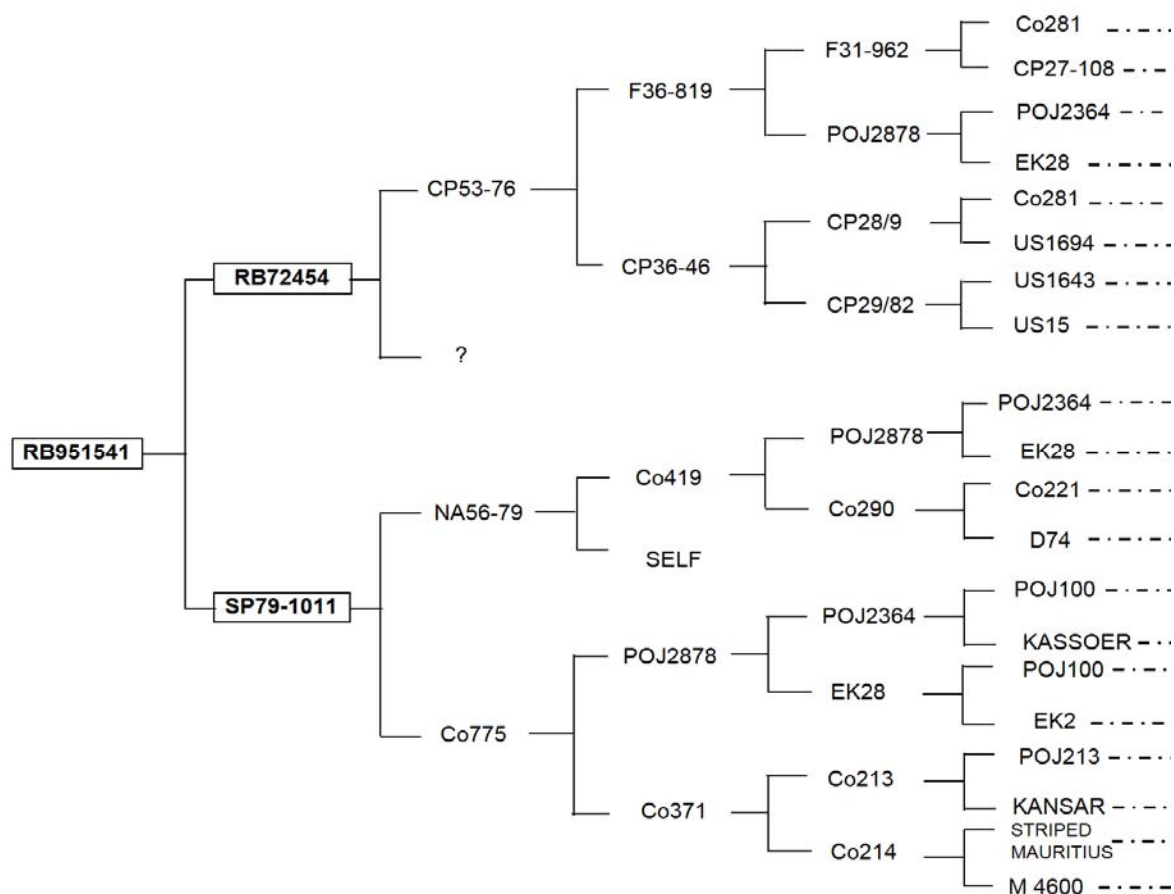 Co281
F31-962
CP27-108
F36-819
POJ2364
POJ2878
EK28
CP53-76
Co281
CP28/9
US1694
CP36-46
US1643
CP29/82
US15
RB72454
?
POJ2364
POJ2878
EK28
RB951541
Co419
Co221
Co290
NA56-79
D74
SELF
POJ100
SP79-1011
POJ2364
KASSOER
POJ2878
POJ100
EK28
EK2
Co775
POJ213
Co213
KANSAR
Co371
STRIPED
MAURITIUS
Co214
M 4600